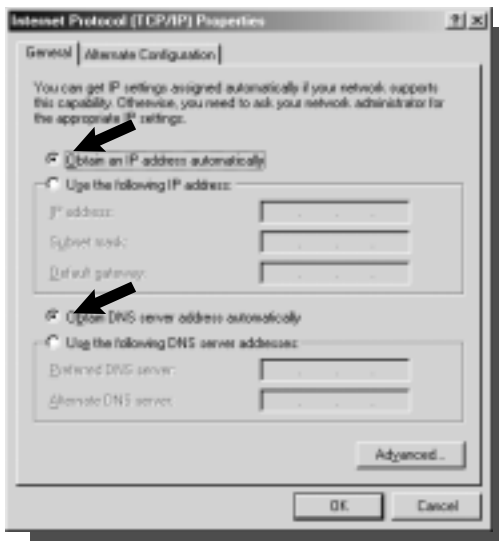 Internet Protocol (TCP/IP) Properties
General
Alternate Configuration
You can get IP settings assigned automatically if your network supports
this capability. Otherwise, you need to ask your network administrator for
the appropriate IP settings.
Obtain an IP address automatically
Use the following IP address:
IP address:
Subnet mask:
Default gateway:
Obtain DNS server address automatically
Use the following DNS server addresses:
Preferred DNS server:
Alternate DNS server:
Advanced...
OK
Cancel